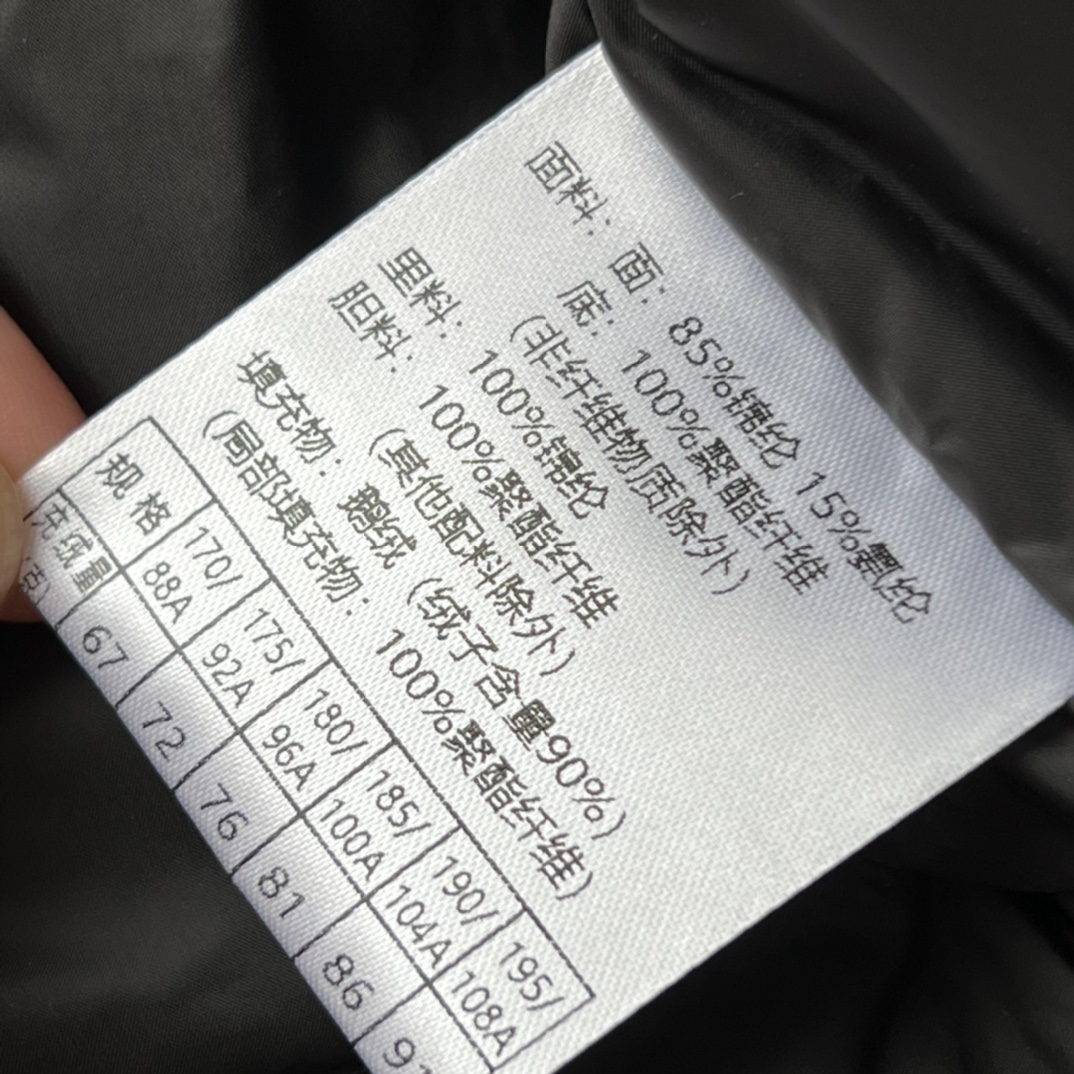 面料: 面: 85%锦纶 15%氨纶
底: 100%聚酯纤维
(非纤维物质除外)
里料: 100%锦纶
胆料: 100%聚酯纤维
(其他配料除外)
填充物: 鹅绒 (绒子含量90%)
(局部填充物: 100%聚酯纤维)
规格 170/88A 175/92A 180/96A 185/100A 190/104A 195/108A
充绒量 67 72 76 81 86